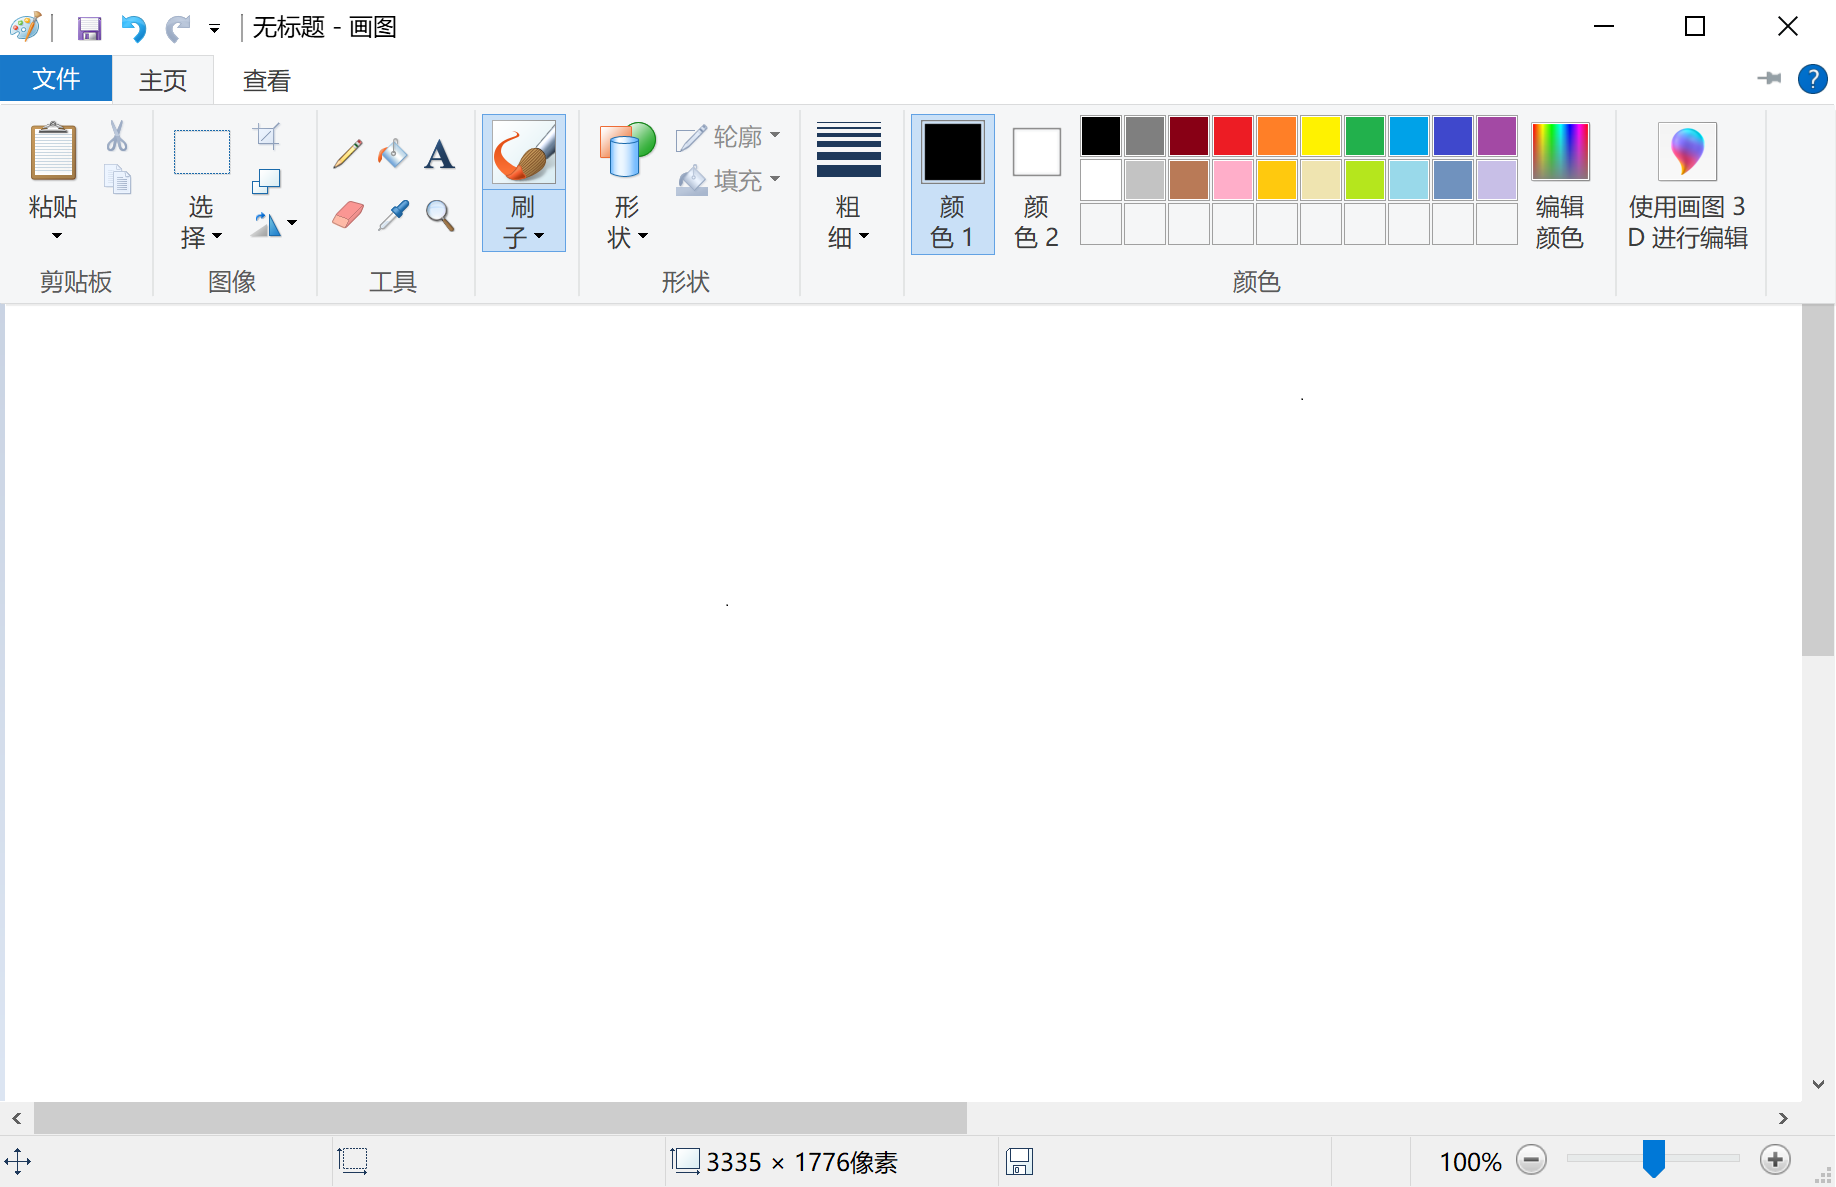 无标题 - 画图
文件 主页 查看
粘贴
选择
A
刷子
形状
轮廓
填充
粗细
颜色 1
颜色 2
编辑颜色
使用画图 3D 进行编辑
剪贴板 图像 工具 形状 颜色
3335 × 1776像素
100%